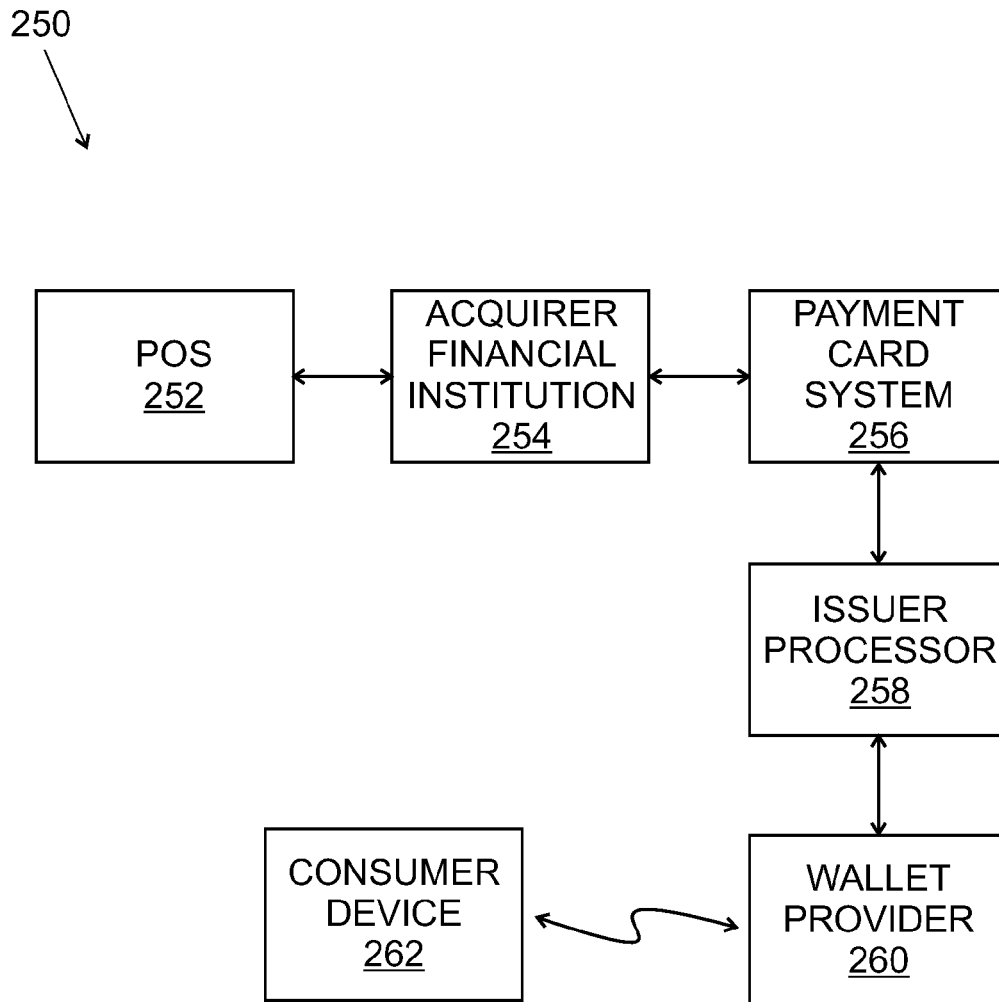 250
POS
252
ACQUIRER
FINANCIAL
INSTITUTION
254
PAYMENT
CARD
SYSTEM
256
ISSUER
PROCESSOR
258
CONSUMER
DEVICE
262
WALLET
PROVIDER
260